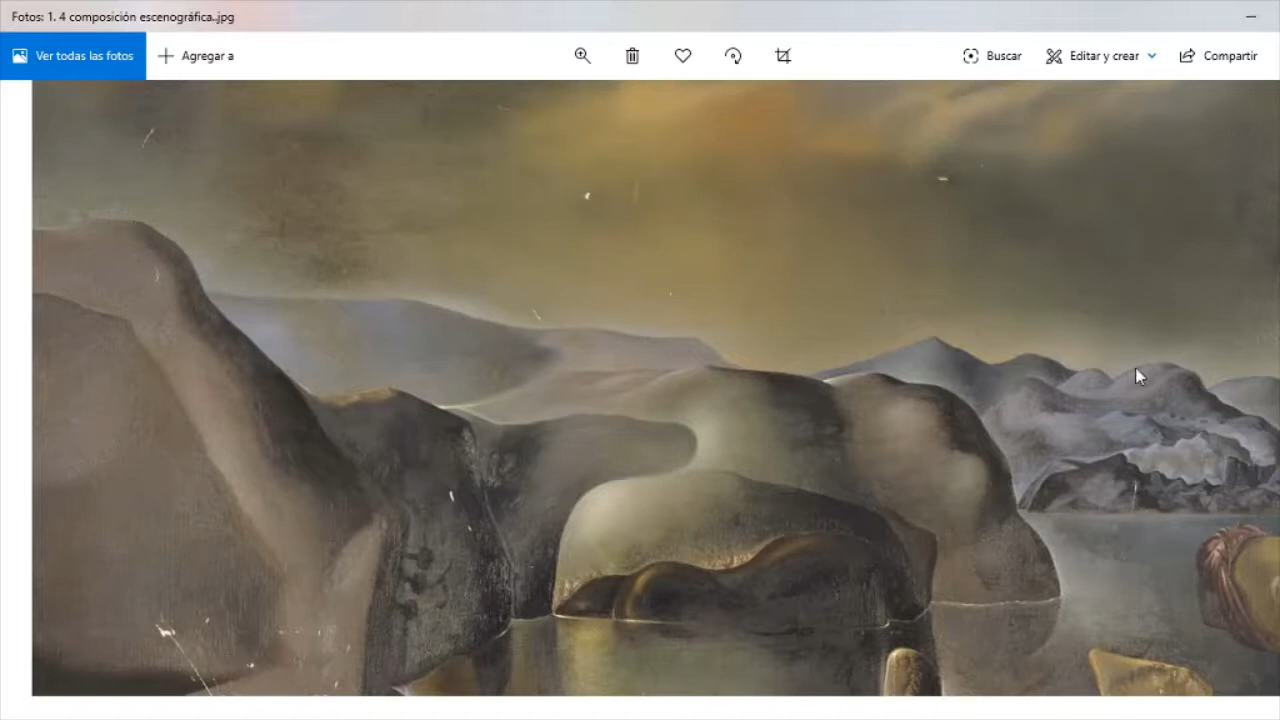 Fotos: 1. 4 composición escenográfica..jpg
Ver todas las fotos
Agregar a
Buscar
Editar y crear
Compartir